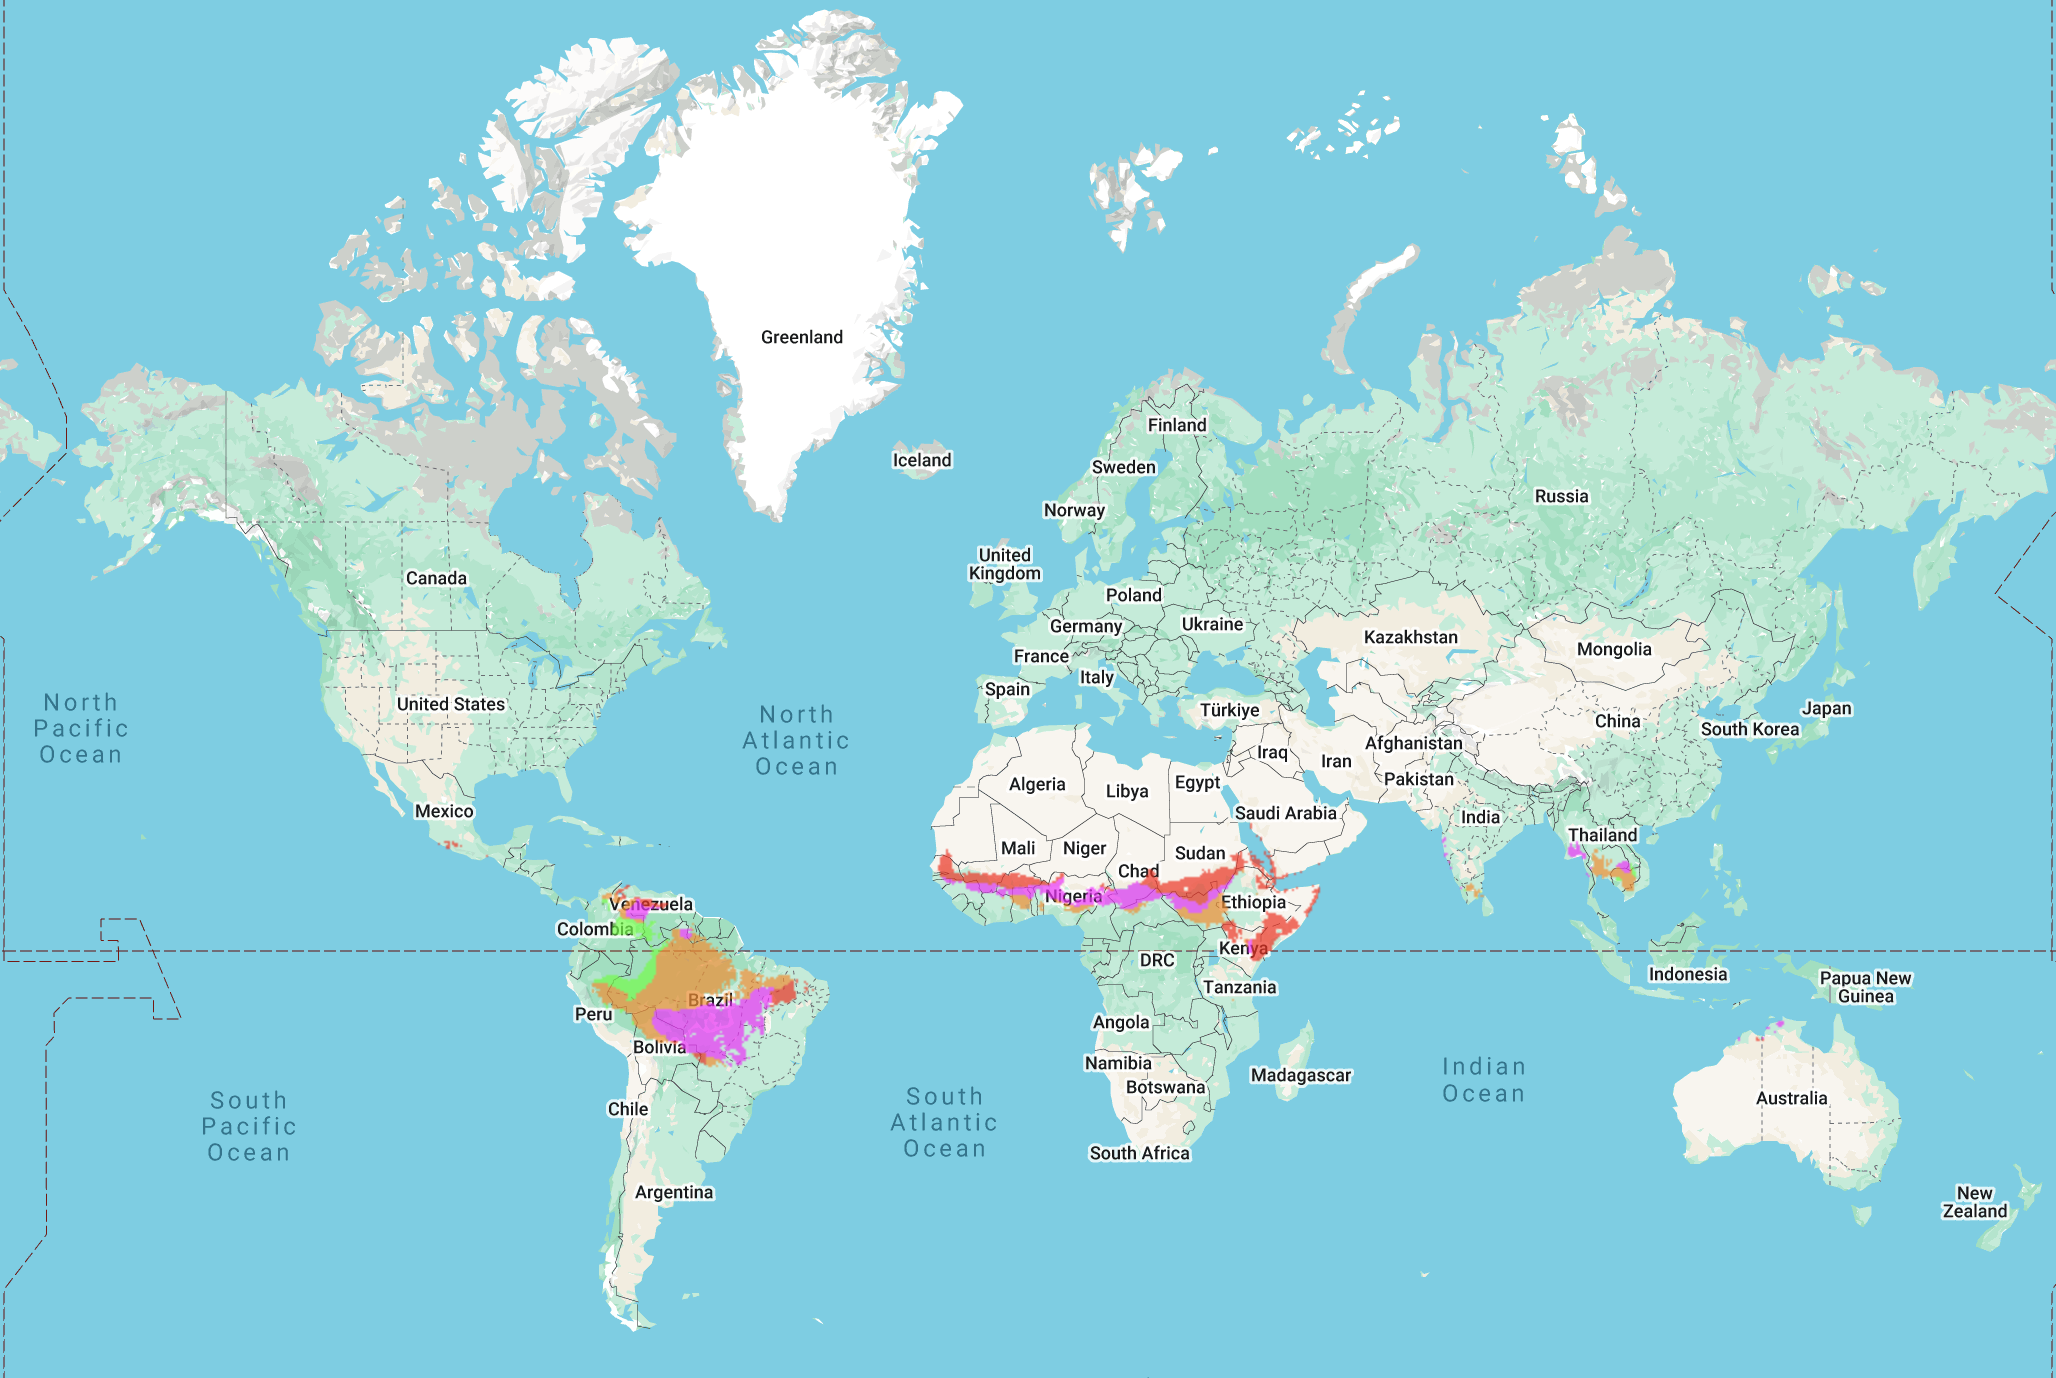 Greenland
Iceland
Finland
Sweden
Norway
Russia
United
Kingdom
Canada
Poland
Germany
Ukraine
Kazakhstan
France
Mongolia
Italy
Spain
North
Pacific
Ocean
United States
North
Atlantic
Ocean
Türkiye
Japan
China
South Korea
Iraq
Afghanistan
Iran
Pakistan
Algeria
Libya
Egypt
Saudi Arabia
Mexico
India
Thailand
Mali
Niger
Sudan
Chad
Nigeria
Ethiopia
Venezuela
Colombia
Kenya
DRC
Indonesia
Papua New
Guinea
Tanzania
Brazil
Peru
Angola
Bolivia
Namibia
Botswana
Madagascar
Indian
Ocean
Australia
Chile
South
Pacific
Ocean
South
Atlantic
Ocean
South Africa
Argentina
New
Zealand